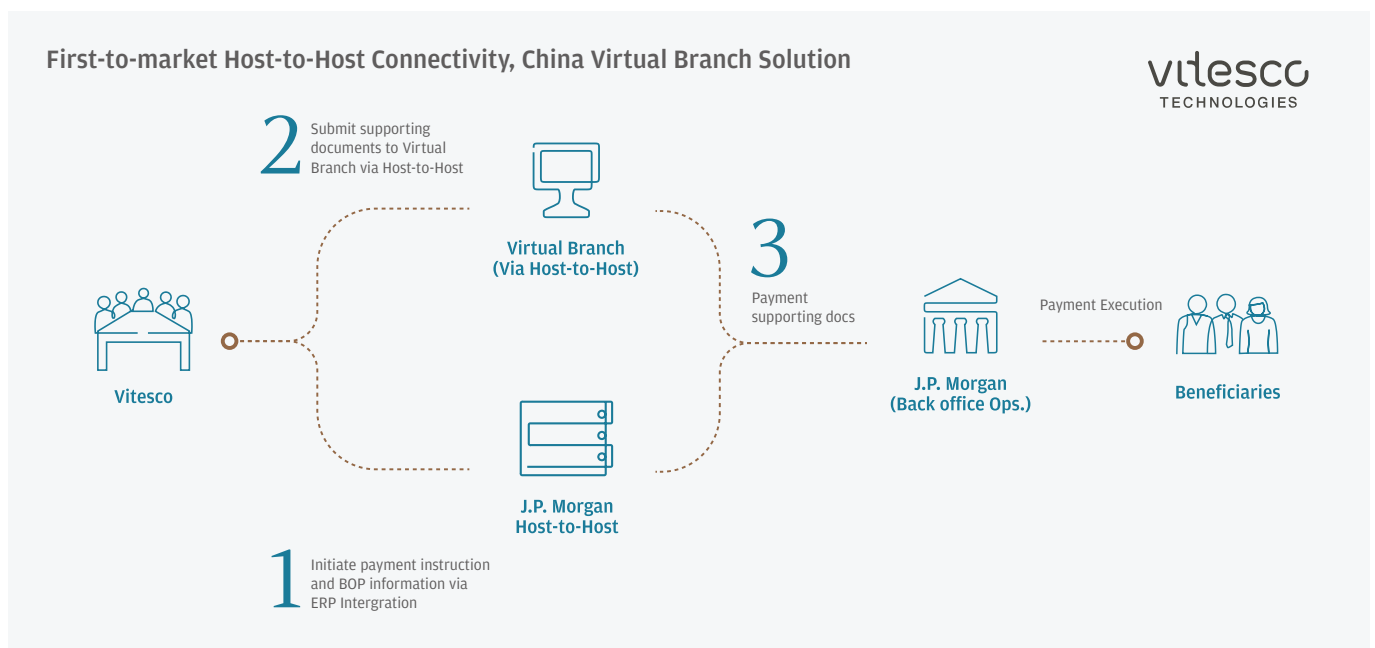 First-to-market Host-to-Host Connectivity, China Virtual Branch Solution
vitesco
TECHNOLOGIES
2
Submit supporting
documents to Virtual
Branch via Host-to-Host
Virtual Branch
(Via Host-to-Host)
3
Payment
supporting docs
Payment Execution
Vitesco
J.P. Morgan
(Back office Ops.)
Beneficiaries
J.P. Morgan
Host-to-Host
1
Initiate payment instruction
and BOP information via
ERP Intergration